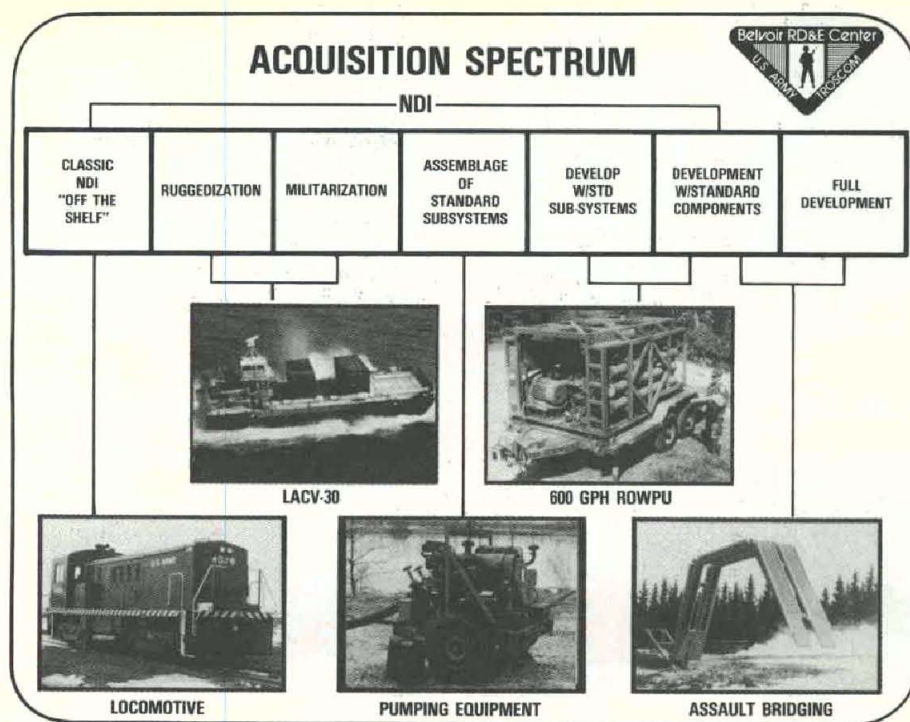 ACQUISITION SPECTRUM
Belvoir RD&E Center
U.S. ARMY
TROSCOM
NDI
CLASSIC
NDI
"OFF THE
SHELF"
RUGGEDIZATION
MILITARIZATION
ASSEMBLAGE
OF
STANDARD
SUBSYSTEMS
DEVELOP
W/STD
SUB-SYSTEMS
DEVELOPMENT
W/STANDARD
COMPONENTS
FULL
DEVELOPMENT
LACV-30
600 GPH ROWPU
U.S. ARMY
LOCOMOTIVE
PUMPING EQUIPMENT
ASSAULT BRIDGING